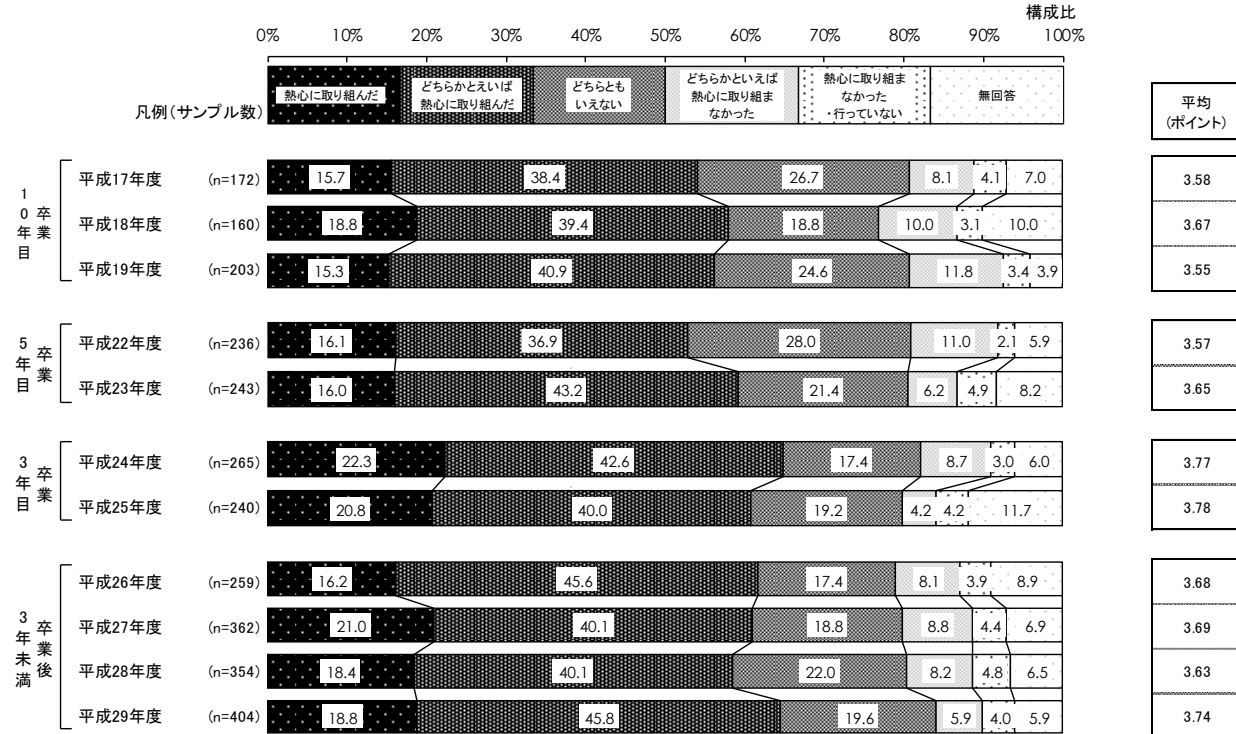 構成比
0% 10% 20% 30% 40% 50% 60% 70% 80% 90% 100%
凡例(サンプル数)
熱心に取り組んだ
どちらかとえいば
熱心に取り組んだ
どちらとも
いえない
どちらかといえば
熱心に取り組ま
なかった
熱心に取り組ま
なかった
・行っていない
無回答
平均
(ポイント)
卒業
10年目
平成17年度 (n=172) 15.7 38.4 26.7 8.1 4.1 7.0 3.58
平成18年度 (n=160) 18.8 39.4 18.8 10.0 3.1 10.0 3.67
平成19年度 (n=203) 15.3 40.9 24.6 11.8 3.4 3.9 3.55
卒業
5年目
平成22年度 (n=236) 16.1 36.9 28.0 11.0 2.1 5.9 3.57
平成23年度 (n=243) 16.0 43.2 21.4 6.2 4.9 8.2 3.65
卒業
3年目
平成24年度 (n=265) 22.3 42.6 17.4 8.7 3.0 6.0 3.77
平成25年度 (n=240) 20.8 40.0 19.2 4.2 4.2 11.7 3.78
卒業後
3年未満
平成26年度 (n=259) 16.2 45.6 17.4 8.1 3.9 8.9 3.68
平成27年度 (n=362) 21.0 40.1 18.8 8.8 4.4 6.9 3.69
平成28年度 (n=354) 18.4 40.1 22.0 8.2 4.8 6.5 3.63
平成29年度 (n=404) 18.8 45.8 19.6 5.9 4.0 5.9 3.74